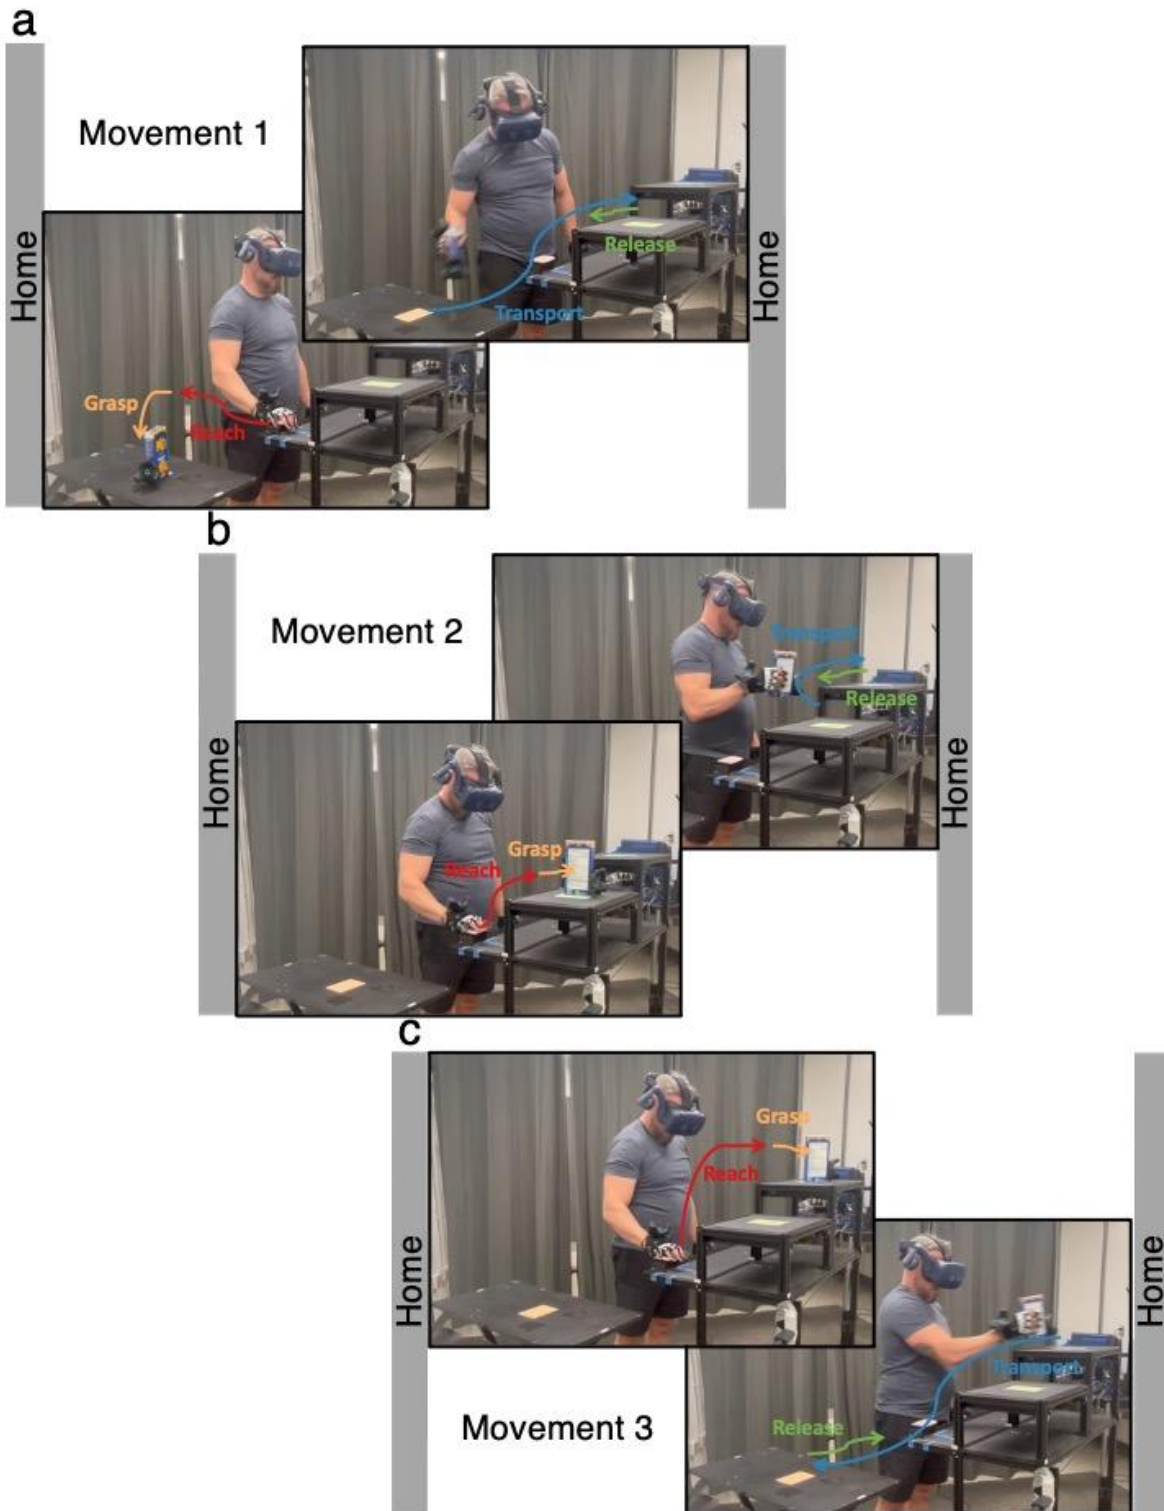 a
Movement 1
Home
Release
Transport
Home
Grasp
Reach
b
Movement 2
Home
Transport
Release
Home
Grasp
Reach
c
Home
Grasp
Reach
Home
Transport
Release
Movement 3